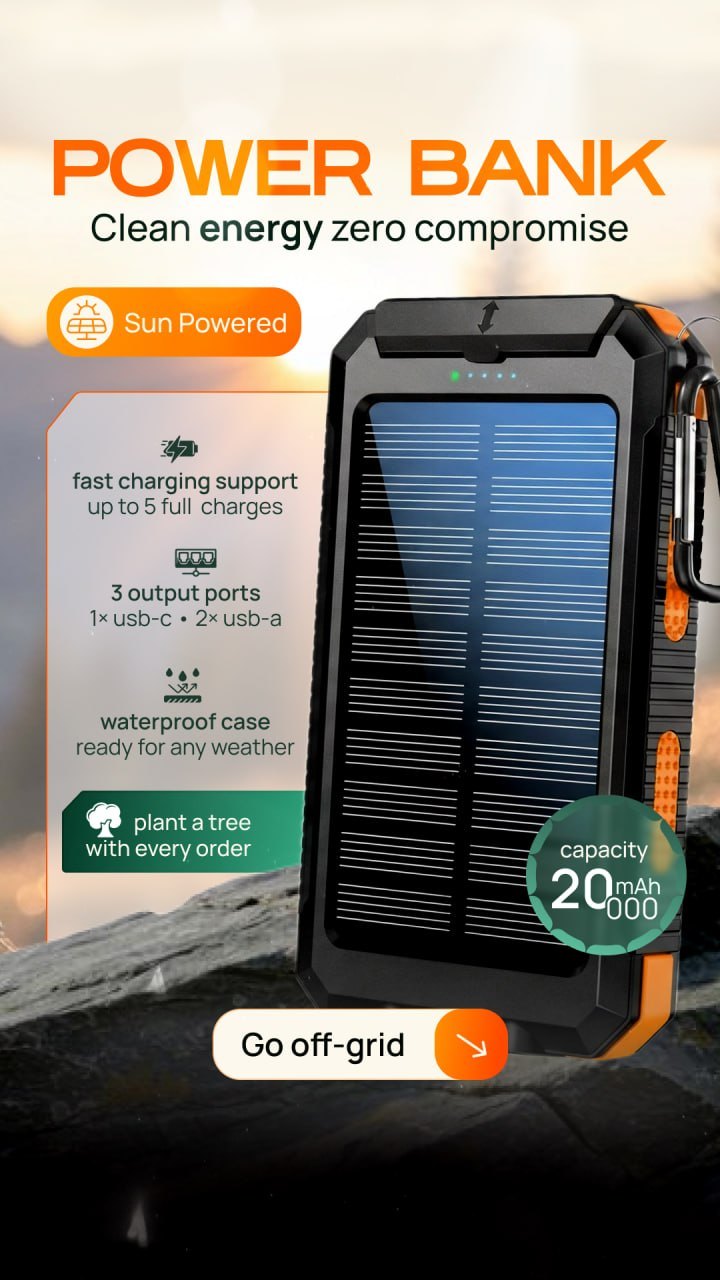 POWER BANK
Clean energy zero compromise
Sun Powered
fast charging support
up to 5 full charges
3 output ports
1× usb-c • 2× usb-a
waterproof case
ready for any weather
plant a tree
with every order
capacity
20 000 mAh
Go off-grid